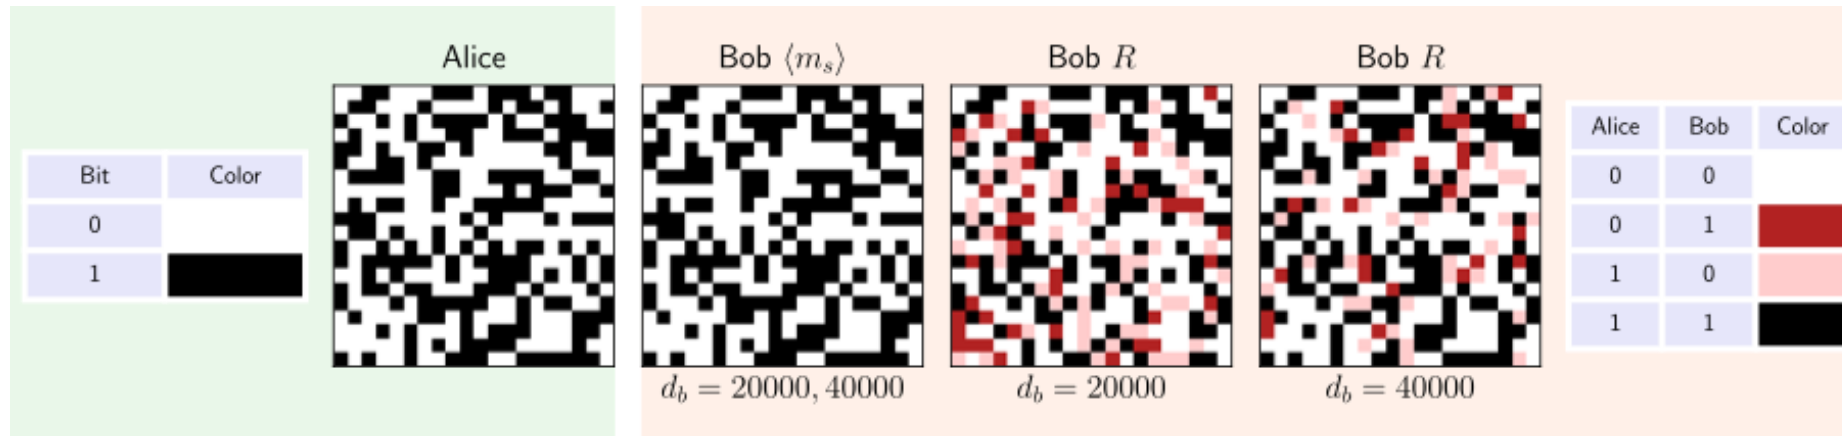 Alice
Bob ⟨m_s⟩
Bob R
Bob R
Bit Color
0
1
d_b = 20000, 40000
d_b = 20000
d_b = 40000
Alice Bob Color
0 0
0 1
1 0
1 1